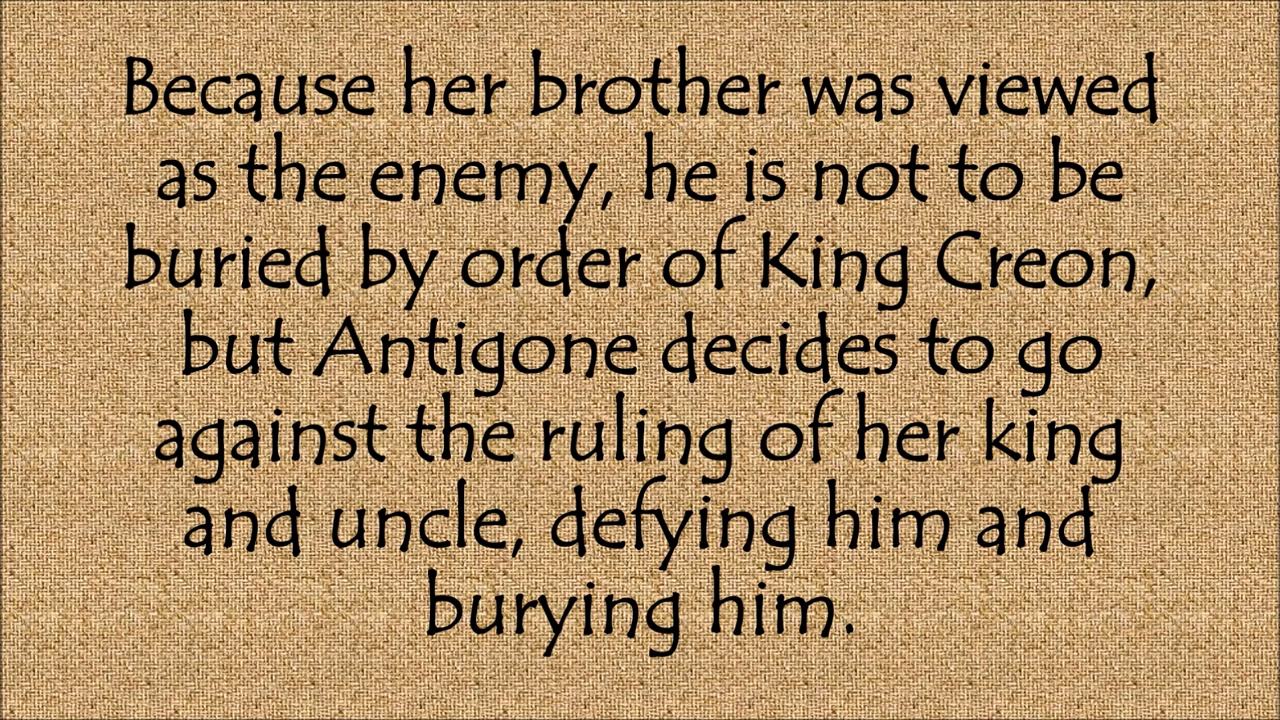 Because her brother was viewed
as the enemy, he is not to be
buried by order of King Creon,
but Antigone decides to go
against the ruling of her king
and uncle, defying him and
burying him.